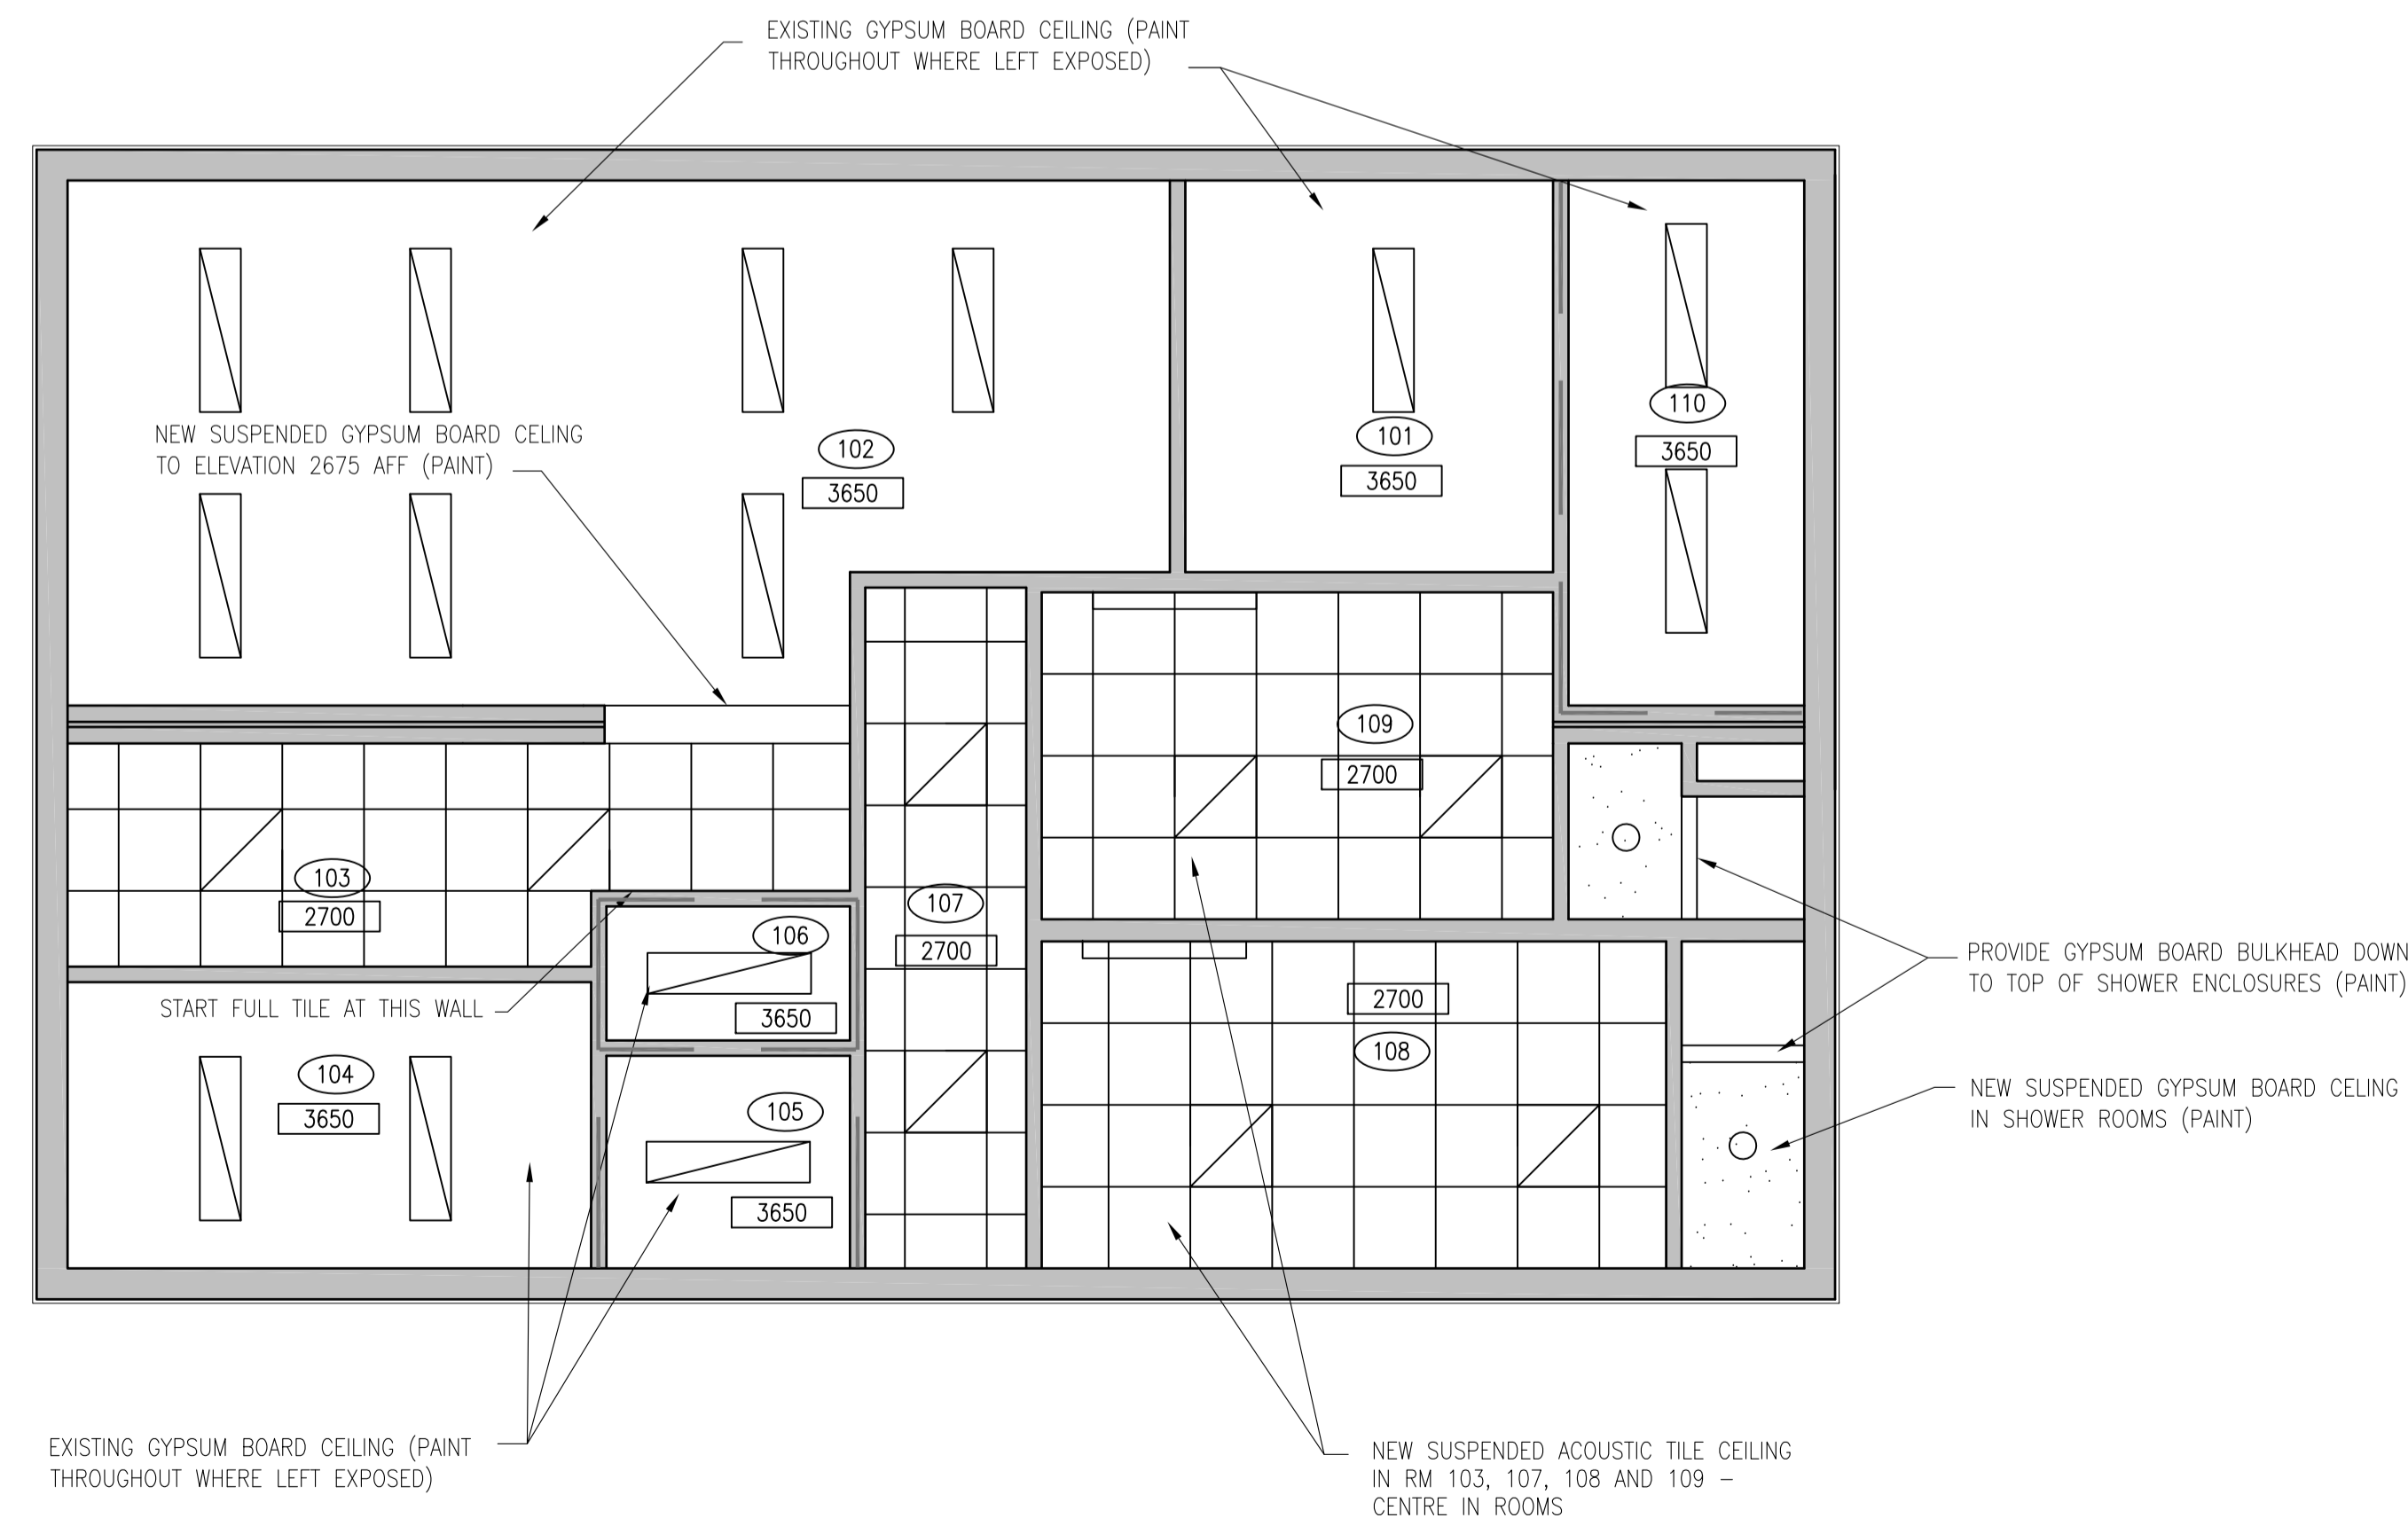 EXISTING GYPSUM BOARD CEILING (PAINT
THROUGHOUT WHERE LEFT EXPOSED)
NEW SUSPENDED GYPSUM BOARD CELING
TO ELEVATION 2675 AFF (PAINT)
102
3650
101
3650
110
3650
109
2700
103
2700
107
2700
106
3650
START FULL TILE AT THIS WALL
104
3650
105
3650
2700
108
PROVIDE GYPSUM BOARD BULKHEAD DOWN
TO TOP OF SHOWER ENCLOSURES (PAINT)
NEW SUSPENDED GYPSUM BOARD CELING
IN SHOWER ROOMS (PAINT)
EXISTING GYPSUM BOARD CEILING (PAINT
THROUGHOUT WHERE LEFT EXPOSED)
NEW SUSPENDED ACOUSTIC TILE CEILING
IN RM 103, 107, 108 AND 109 –
CENTRE IN ROOMS